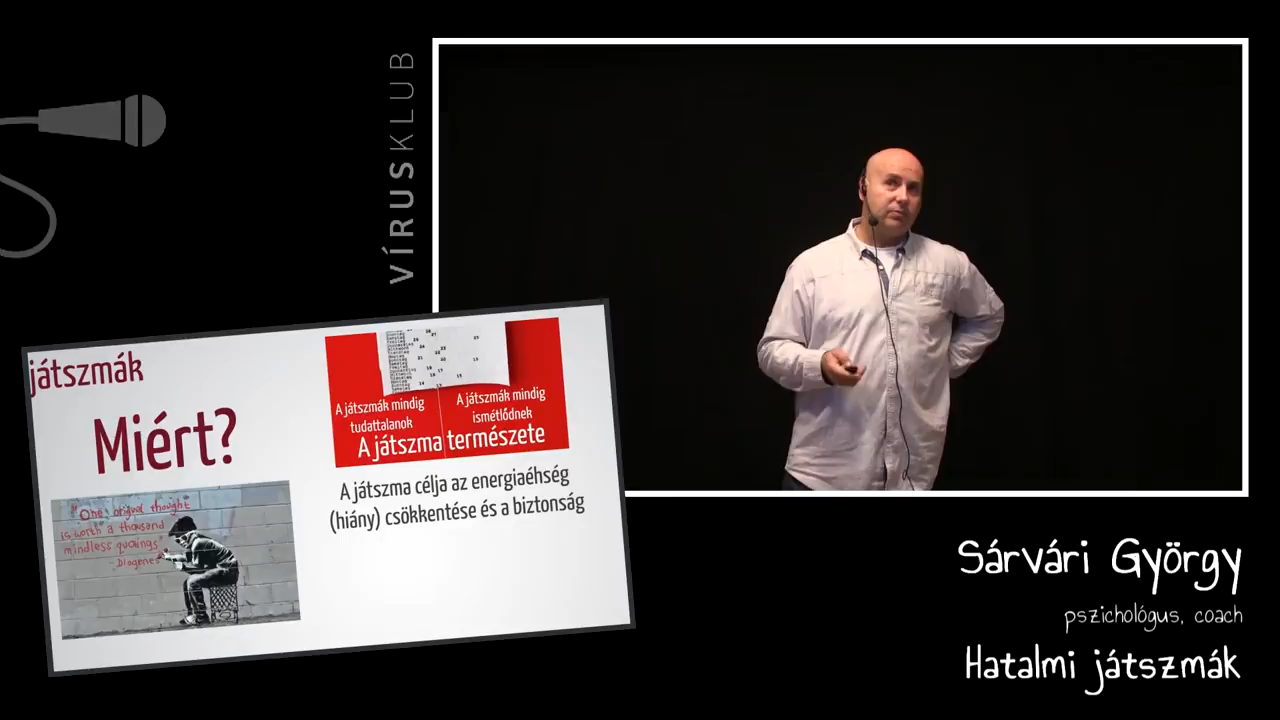 VÍRUSKLUB
játszmák
Miért?
"One original thought
is worth a thousand
mindless quotings"
- Diogenes
A játszmák mindig
tudattalanok
A játszmák mindig
ismétlődnek
A játszma természete
A játszma célja az energiaéhség
(hiány) csökkentése és a biztonság
Sárvári György
pszichológus, coach
Hatalmi játszmák